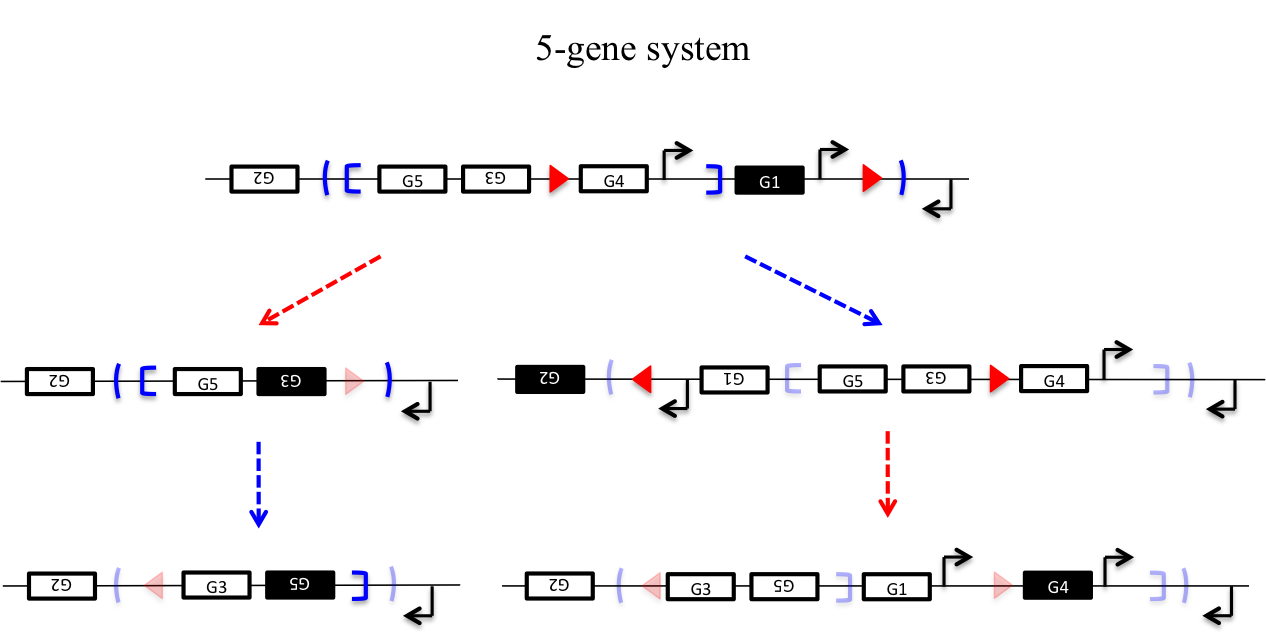 5-gene system
G2 G5 G3 G4 G1
G2 G5 G3
G2 G1 G5 G3 G4
G2 G3 G5
G2 G3 G5 G1 G4